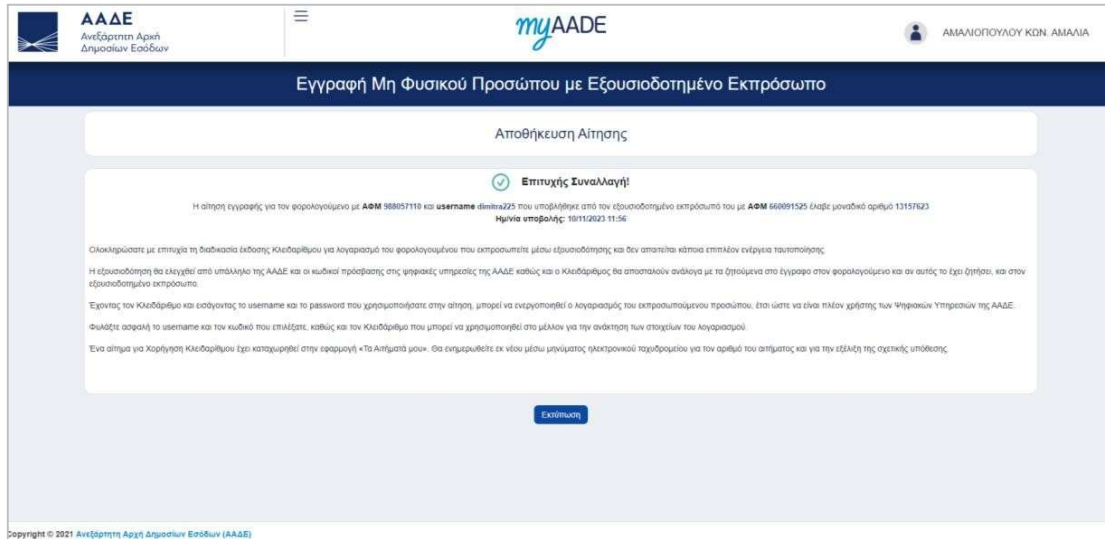 ΑΑΔΕ
Ανεξάρτητη Αρχή
Δημοσίων Εσόδων
myAADE
ΑΜΑΛΙΟΠΟΥΛΟΥ ΚΩΝ. ΑΜΑΛΙΑ
Εγγραφή Μη Φυσικού Προσώπου με Εξουσιοδοτημένο Εκπρόσωπο
Αποθήκευση Αίτησης
Επιτυχής Συναλλαγή!
Η αίτηση εγγραφής για τον φορολογούμενο με ΑΦΜ 988057110 και username dimitra225 που υποβλήθηκε από τον εξουσιοδοτημένο εκπρόσωπό του με ΑΦΜ 660091525 έλαβε μοναδικό αριθμό 13157623
Ημ/νία υποβολής: 10/11/2023 11:56
Ολοκληρώσατε με επιτυχία τη διαδικασία έκδοσης Κλειδάριθμου για λογαριασμό του φορολογουμένου που εκπροσωπείτε μέσω εξουσιοδότησης και δεν απαιτείται κάποια επιπλέον ενέργεια ταυτοποίησης.
Η εξουσιοδότηση θα ελεγχθεί από υπάλληλο της ΑΑΔΕ και οι κωδικοί πρόσβασης στις ψηφιακές υπηρεσίες της ΑΑΔΕ καθώς και ο Κλειδάριθμος θα αποσταλούν ανάλογα με τα ζητούμενα στο έγγραφο στον φορολογούμενο και αν αυτός το έχει ζητήσει, και στον
εξουσιοδοτημένο εκπρόσωπο.
Έχοντας τον Κλειδάριθμο και εισάγοντας το username και το password που χρησιμοποιήσατε στην αίτηση, μπορεί να ενεργοποιηθεί ο λογαριασμός του εκπροσωπούμενου προσώπου, έτσι ώστε να είναι πλέον χρήστης των Ψηφιακών Υπηρεσιών της ΑΑΔΕ.
Φυλάξτε ασφαλή το username και τον κωδικό που επιλέξατε, καθώς και τον Κλειδάριθμο που μπορεί να χρησιμοποιηθεί στο μέλλον για την ανάκτηση των στοιχείων του λογαριασμού.
Ένα αίτημα για Χορήγηση Κλειδαρίθμου έχει καταχωρηθεί στην εφαρμογή «Τα Αιτήματά μου». Θα ενημερωθείτε εκ νέου μέσω μηνύματος ηλεκτρονικού ταχυδρομείου για τον αριθμό του αιτήματος και για την εξέλιξη της σχετικής υπόθεσης.
Εκτύπωση
Copyright © 2021 Ανεξάρτητη Αρχή Δημοσίων Εσόδων (ΑΑΔΕ)